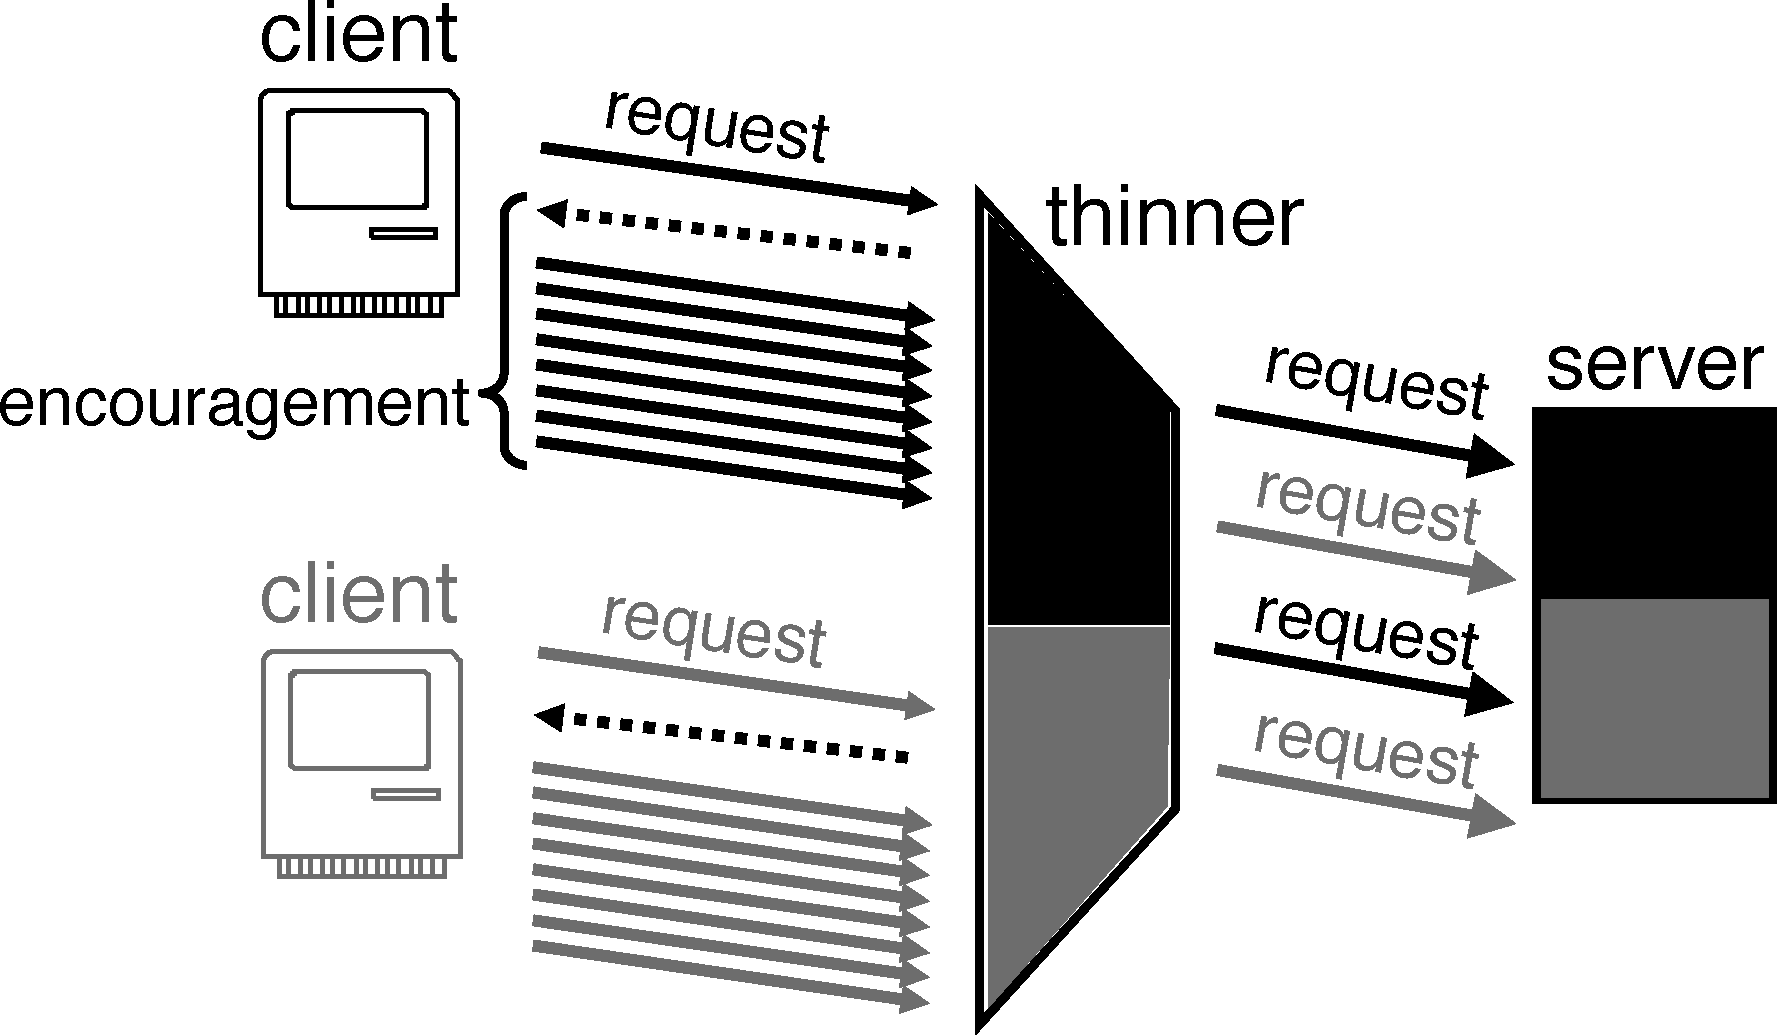 client
request
thinner
encouragement
request
server
request
client
request
request
request